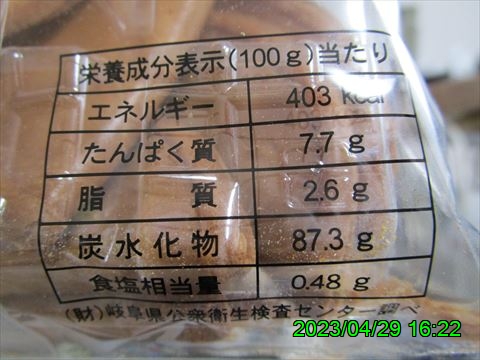 栄養成分表示(100g)当たり
エネルギー 403 kcal
たんぱく質 7.7 g
脂質 2.6 g
炭水化物 87.3 g
食塩相当量 0.48 g
(財)岐阜県公衆衛生検査センター調べ
2023/04/29 16:22